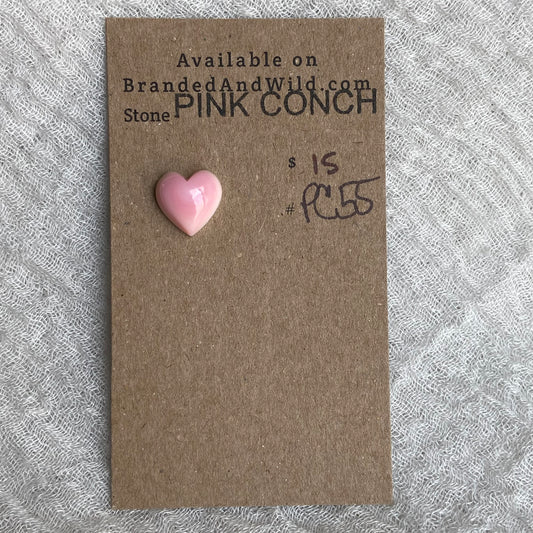 Available on
BrandedAndWild.com
Stone PINK CONCH
$ 15
# PC55